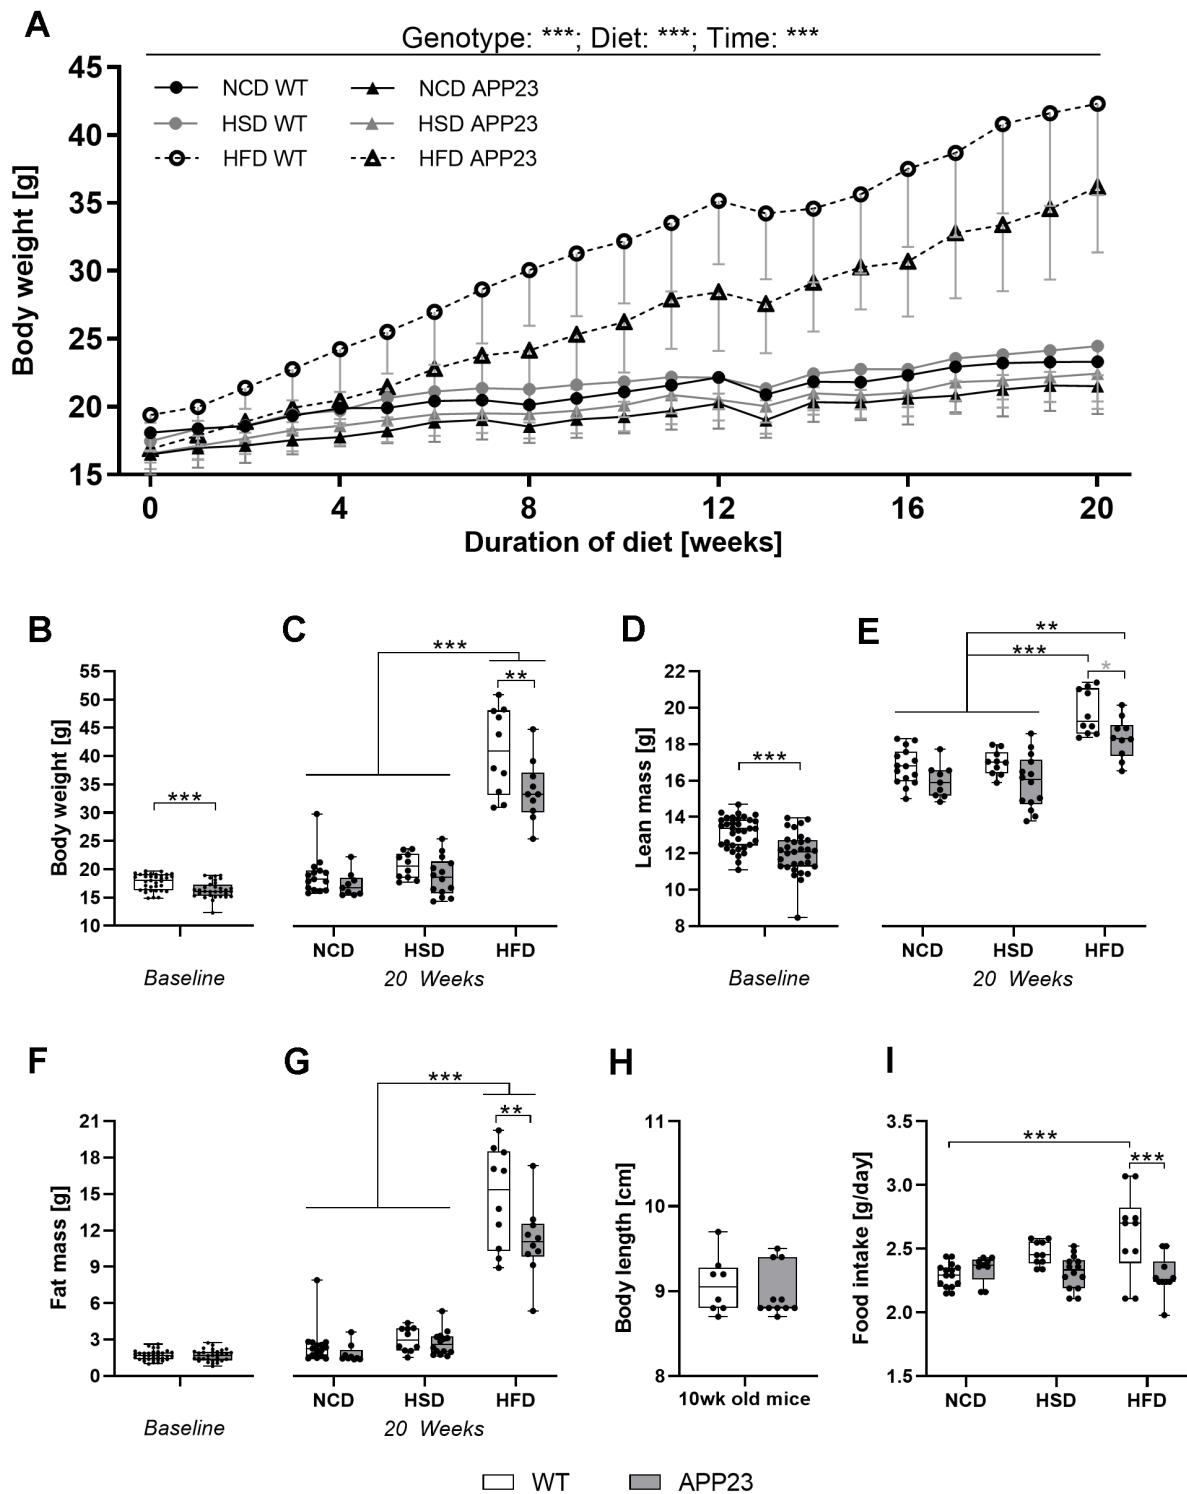 A
Genotype: ***; Diet: ***; Time: ***
Body weight [g]
45
40
35
30
25
20
15
NCD WT
NCD APP23
HSD WT
HSD APP23
HFD WT
HFD APP23
0 4 8 12 16 20
Duration of diet [weeks]
B
Body weight [g]
55
50
45
40
35
30
25
20
15
10
***
Baseline
C
***
**
NCD HSD HFD
20 Weeks
D
Lean mass [g]
22
20
18
16
14
12
10
8
***
Baseline
E
**
***
*
NCD HSD HFD
20 Weeks
F
Fat mass [g]
21
18
15
12
9
6
3
0
Baseline
G
***
**
NCD HSD HFD
20 Weeks
H
Body length [cm]
11
10
9
8
10wk old mice
I
Food intake [g/day]
3.5
3.0
2.5
2.0
1.5
***
***
NCD HSD HFD
WT APP23